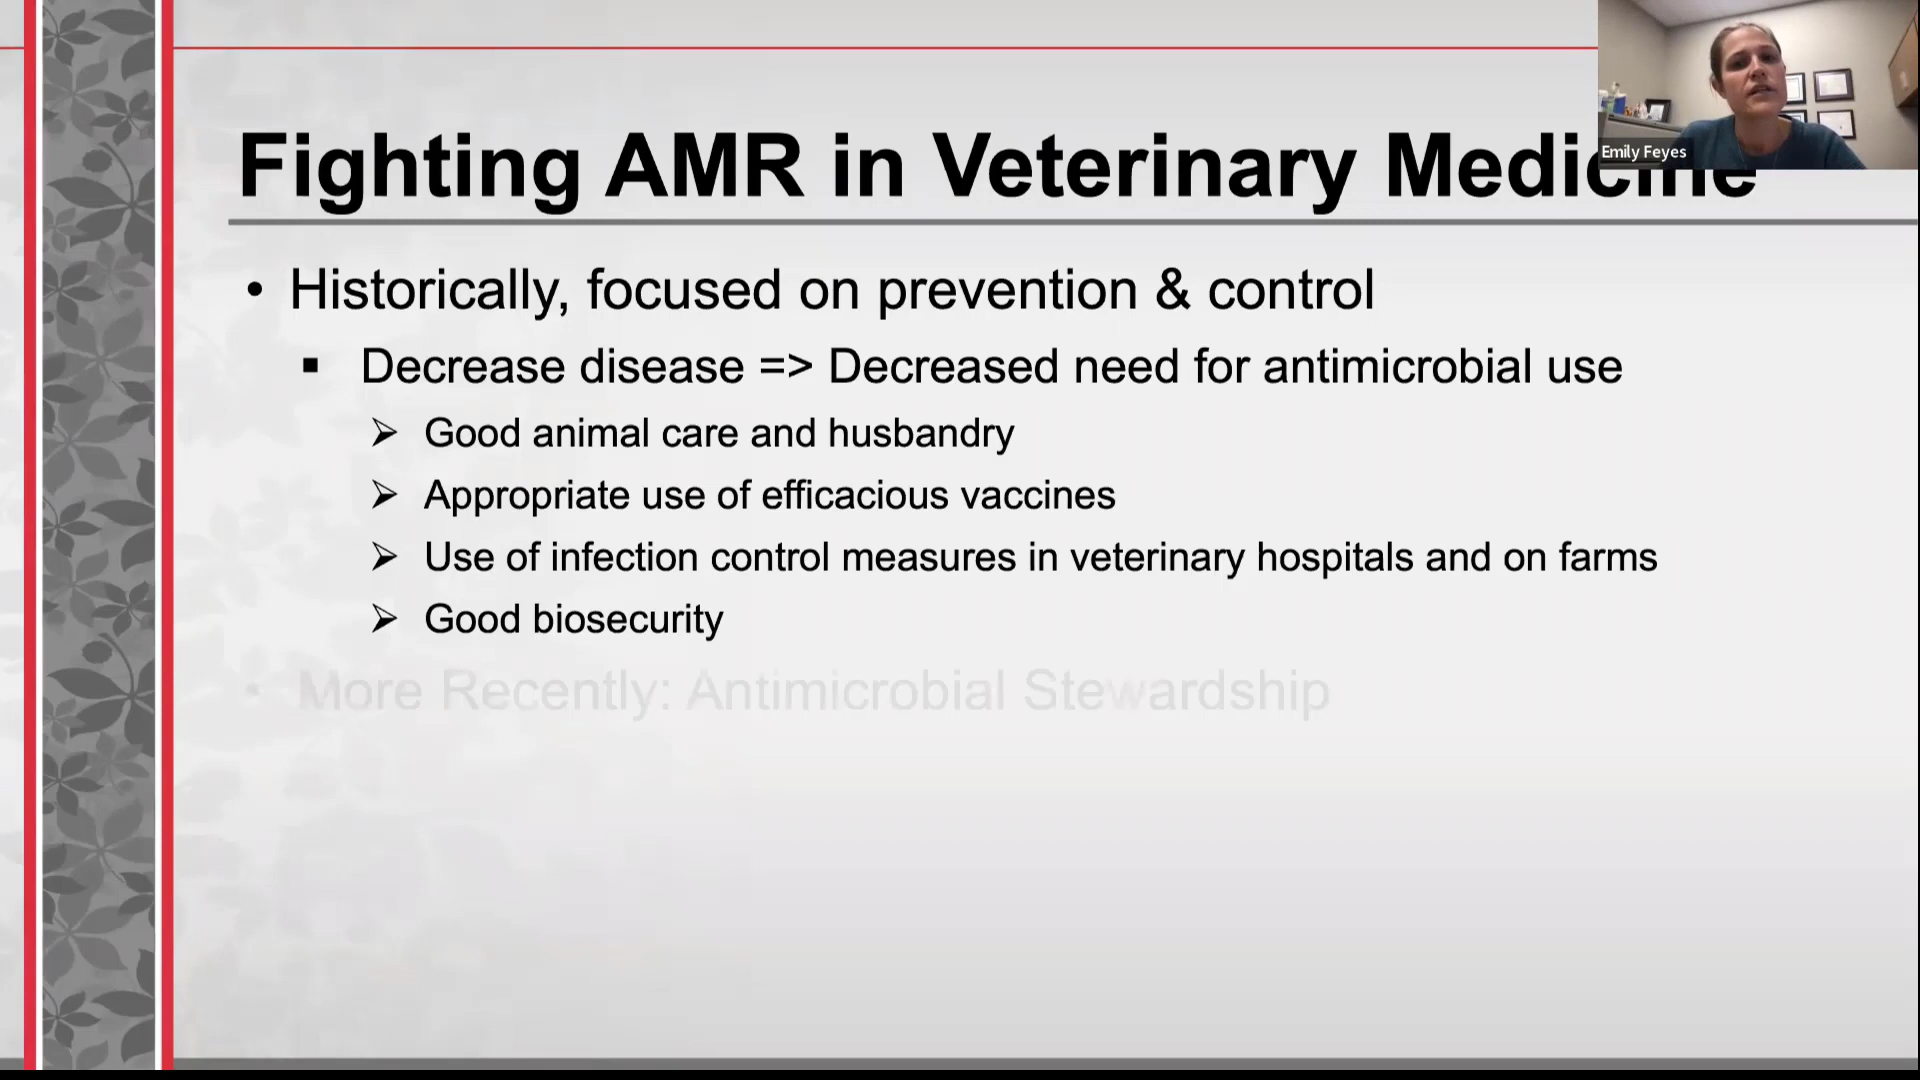 Fighting AMR in Veterinary Medicine
Emily Feyes
• Historically, focused on prevention & control
▪ Decrease disease => Decreased need for antimicrobial use
➢ Good animal care and husbandry
➢ Appropriate use of efficacious vaccines
➢ Use of infection control measures in veterinary hospitals and on farms
➢ Good biosecurity
• More Recently: Antimicrobial Stewardship